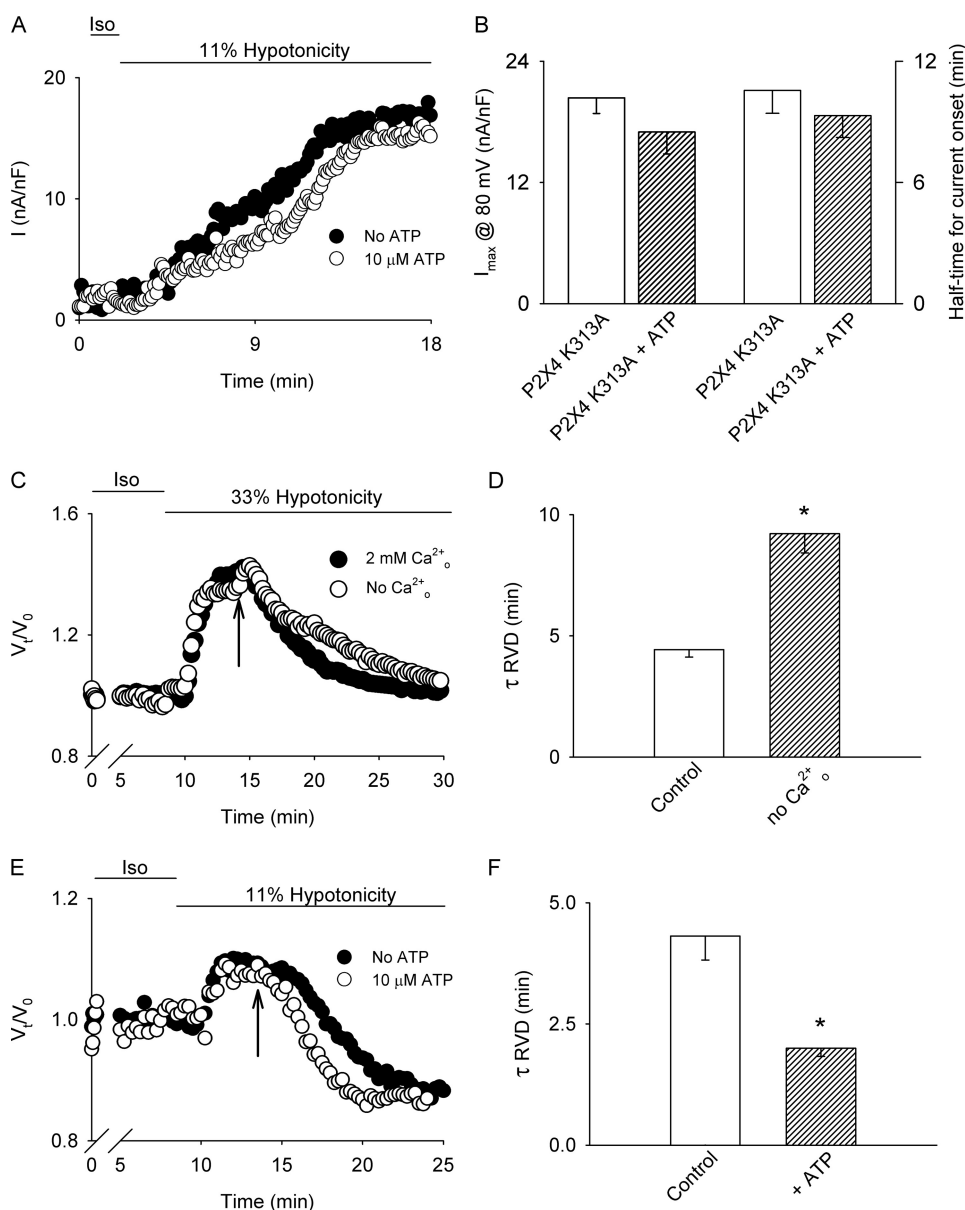 A
Iso
11% Hypotonicity
20
10
0
I (nA/nF)
No ATP
10 μM ATP
0
9
18
Time (min)
B
24
12
0
I max @ 80 mV (nA/nF)
12
6
0
Half-time for current onset (min)
P2X4 K313A
P2X4 K313A + ATP
P2X4 K313A
P2X4 K313A + ATP
C
Iso
33% Hypotonicity
1.6
1.2
0.8
Vt/V0
2 mM Ca2+o
No Ca2+o
0
5
10
15
20
25
30
Time (min)
D
10
5
0
τ RVD (min)
*
Control
no Ca2+o
E
Iso
11% Hypotonicity
1.2
1.0
0.8
Vt/V0
No ATP
10 μM ATP
0
5
10
15
20
25
Time (min)
F
5.0
2.5
0.0
τ RVD (min)
*
Control
+ ATP